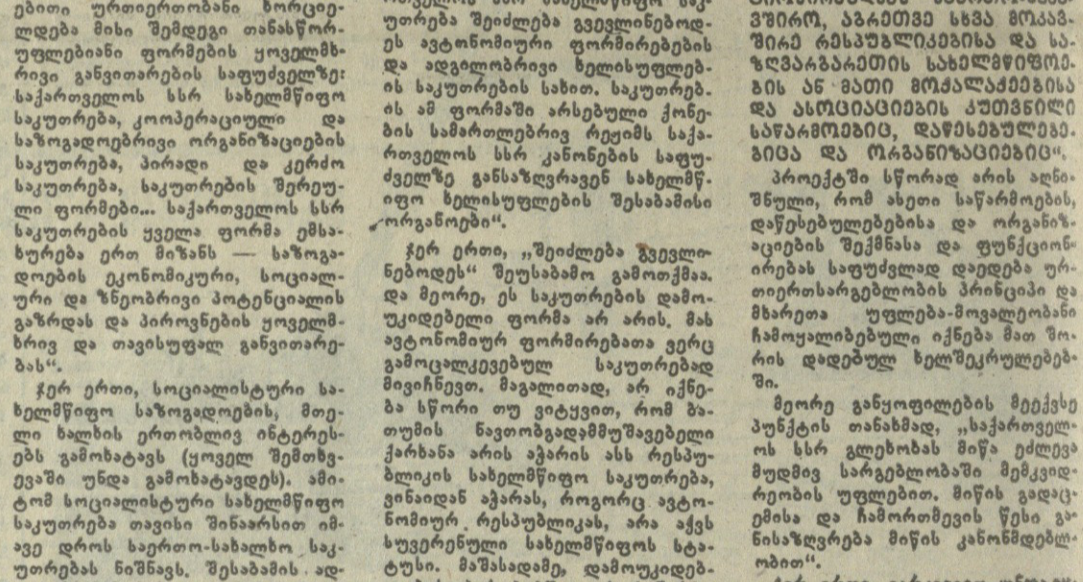 ებითი ურთიერთობანი ხორციე-
ლდება მისი შემდეგი თანასწორ-
უფლებიანი ფორმების ყოველმხ-
რივი განვითარების საფუძველზე:
საქართველოს სსრ სახელმწიფო
საკუთრება, კოოპერაციული და
საზოგადოებრივი ორგანიზაციების
საკუთრება, პირადი და კერძო
საკუთრება, საკუთრების შერეუ-
ლი ფორმები... საქართველოს სსრ
საკუთრების ყველა ფორმა ემსა-
ხურება ერთ მიზანს — საზოგა-
დოების ეკონომიკური, სოციალ-
ური და ზნეობრივი პოტენციალის
გაზრდას და პიროვნების ყოველმ-
ხრივ და თავისუფალ განვითარე-
ბას“.
ჯერ ერთი, სოციალისტური სა-
ხელმწიფო საზოგადოების, მთე-
ლი ხალხის ერთობლივ ინტერეს-
ებს გამოხატავს (ყოველ შემთხვ-
ევაში უნდა გამოხატავდეს). ამი-
ტომ სოციალისტური სახელმწიფო
საკუთრება თავისი შინაარსით იმ-
ავე დროს საერთო-სახალხო საკ-
უთრებას ნიშნავს. შესაბამის ად-
უთრება შეიძლება გვევლინებოდ-
ეს ავტონომიური ფორმირებების
და ადგილობრივი ხელისუფლებ-
ის საკუთრების სახით. საკუთრებ-
ის ამ ფორმაში არსებული ქონე-
ბის სამართლებრივ რეჟიმს საქა-
რთველოს სსრ კანონების საფუ-
ძველზე განსაზღვრავენ სახელმწ-
იფო ხელისუფლების შესაბამისი
ორგანოები“.
ჯერ ერთი, „შეიძლება გვევლი-
ნებოდეს“ შეუსაბამო გამოთქმაა.
და მეორე, ეს საკუთრების დამო-
უკიდებელი ფორმა არ არის. მას
ავტონომიურ ფორმირებათა ვერც
გამოცალკევებულ საკუთრებად
მივიჩნევთ. მაგალითად, არ იქნე-
ბა სწორი თუ ვიტყვით, რომ ბა-
თუმის ნავთობგადამმუშავებელი
ქარხანა არის აჭარის ასს რესპუ-
ბლიკის სახელმწიფო საკუთრება,
ვინაიდან აჭარას, როგორც ავტო-
ნომიურ რესპუბლიკას, არა აქვს
სუვერენული სახელმწიფოს სტა-
ტუსი. მაშასადამე, დამოუკიდებ-
ვშირო, აგრეთვე სხვა მოკავ-
შირე რესპუბლიკებისა და სა-
ზღვარგარეთის სახელმწიფოე-
ბის ან მათი მოქალაქეებისა
და ასოციაციების კუთვნილი
საწარმოებიც, დაწესებულებე-
ბიცა და ორგანიზაციებიც“.
პროექტში სწორად არის აღნი-
შნული, რომ ასეთი საწარმოების,
დაწესებულებებისა და ორგანიზ-
აციების შექმნასა და ფუნქციონ-
ირებას საფუძვლად დაედება ურ-
თიერთსარგებლობის პრინციპი და
მხარეთა უფლება-მოვალეობანი
ჩამოყალიბებული იქნება მათ შო-
რის დადებულ ხელშეკრულებებ-
ში.
მეორე განყოფილების მეექვსე
პუნქტის თანახმად, „საქართველ-
ოს სსრ გლეხობას მიწა ეძლევა
მუდმივ სარგებლობაში მემკვიდ-
რეობის უფლებით. მიწის გადაც-
ემისა და ჩამორთმევის წესი გა-
ნისაზღვრება მიწის კანონმდებლ-
ობით“.